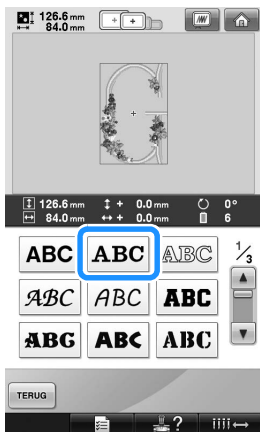 126.6 mm
84.0 mm
126.6 mm + 0.0 mm 0°
84.0 mm + 0.0 mm 6
ABC ABC ABC 1/3
ABC ABC ABC
ABC ABC ABC
TERUG
?